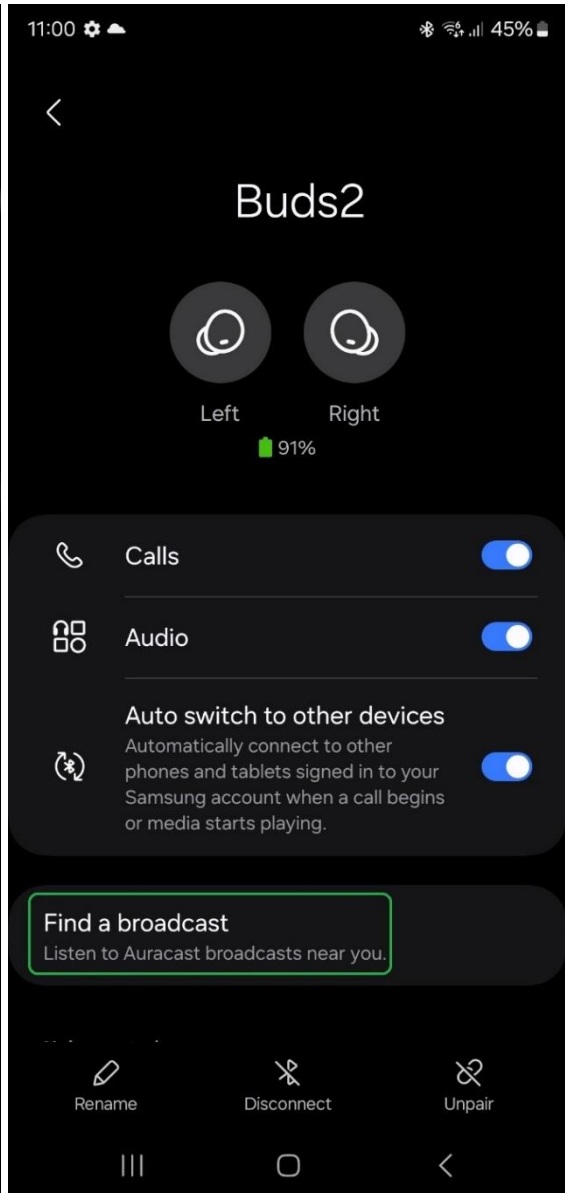 11:00 45%
Buds2
Left Right
91%
Calls
Audio
Auto switch to other devices
Automatically connect to other
phones and tablets signed in to your
Samsung account when a call begins
or media starts playing.
Find a broadcast
Listen to Auracast broadcasts near you.
Rename Disconnect Unpair